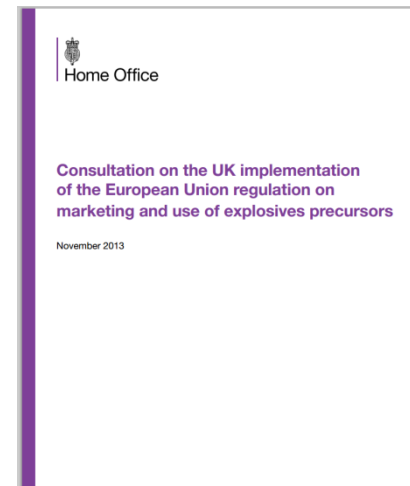 Home Office
Consultation on the UK implementation
of the European Union regulation on
marketing and use of explosives precursors
November 2013